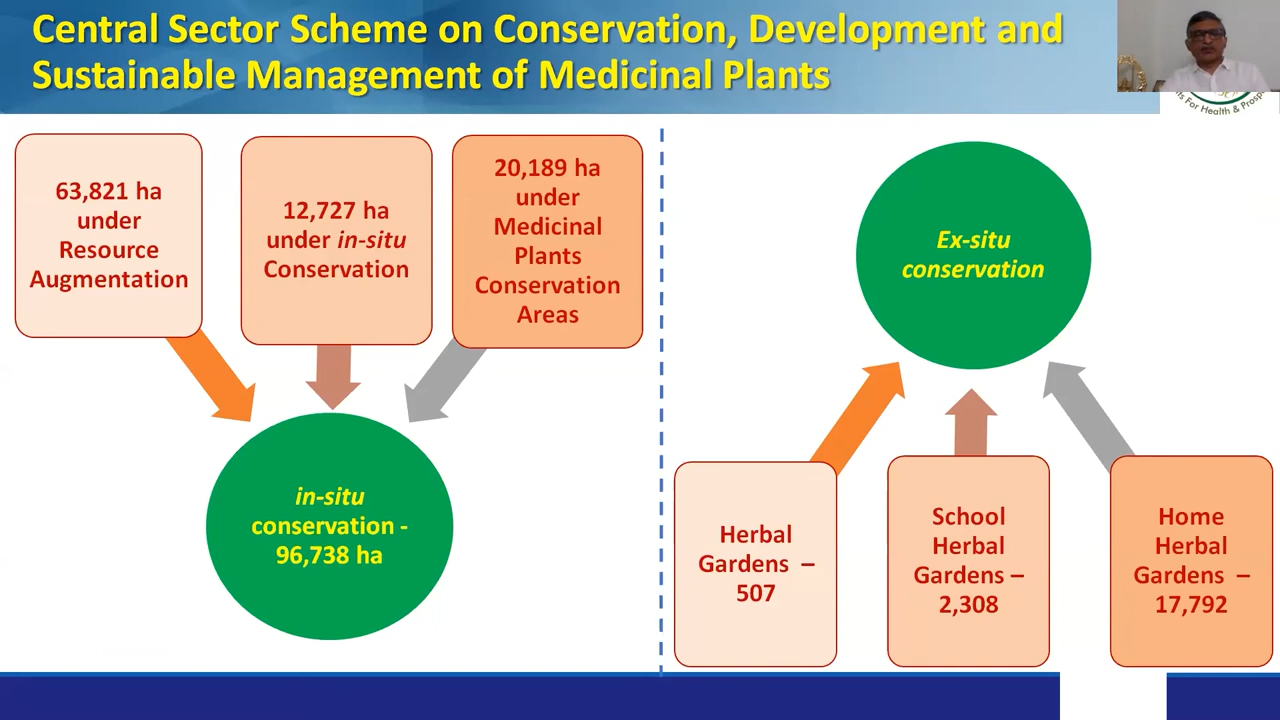 Central Sector Scheme on Conservation, Development and
Sustainable Management of Medicinal Plants
For Health &
63,821 ha
under
Resource
Augmentation
12,727 ha
under in-situ
Conservation
20,189 ha
under
Medicinal
Plants
Conservation
Areas
in-situ
conservation -
96,738 ha
Ex-situ
conservation
Herbal
Gardens –
507
School
Herbal
Gardens –
2,308
Home
Herbal
Gardens –
17,792